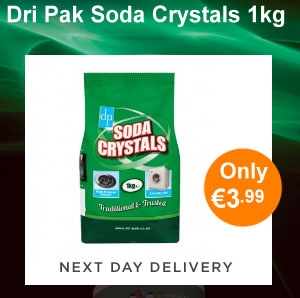 Dri Pak Soda Crystals 1kg
dp
SODA
CRYSTALS
1kg e
Traditional & Trusted
www.dri-pak.co.uk
Only
€3.99
NEXT DAY DELIVERY